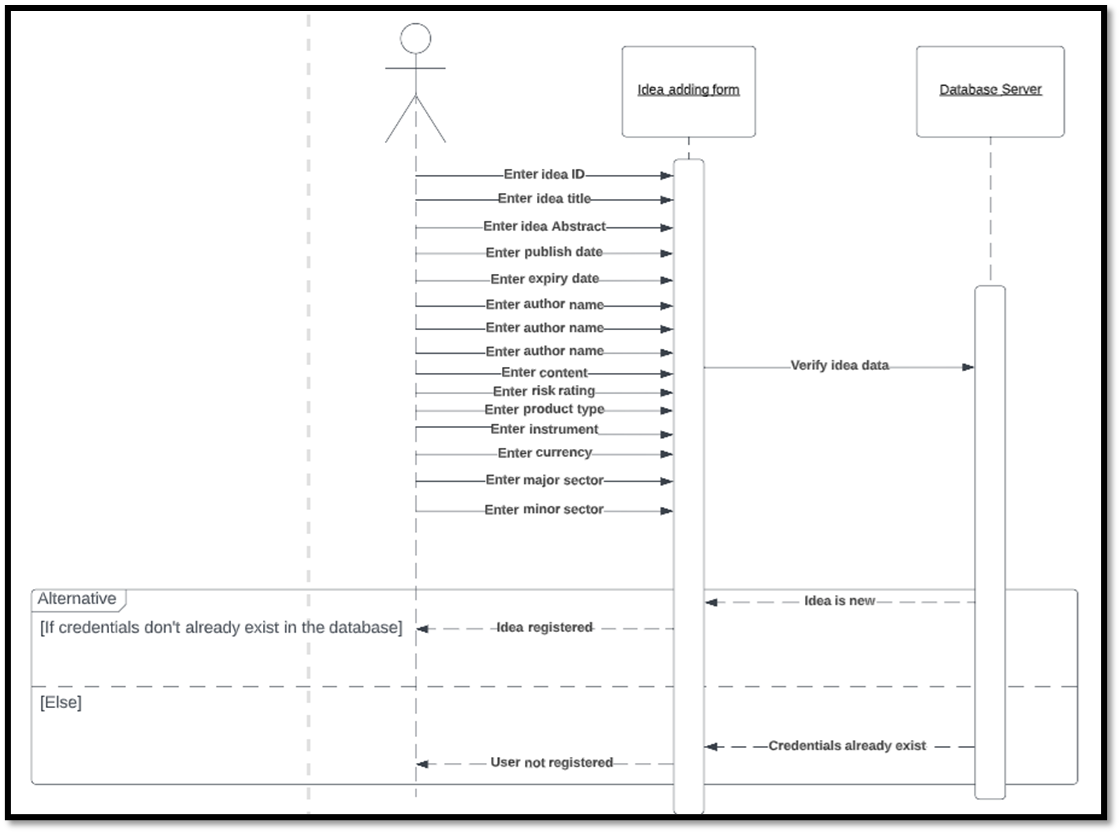 Idea adding form
Database Server
Enter idea ID
Enter idea title
Enter idea Abstract
Enter publish date
Enter expiry date
Enter author name
Enter author name
Enter author name
Verify idea data
Enter content
Enter risk rating
Enter product type
Enter instrument
Enter currency
Enter major sector
Enter minor sector
Alternative
Idea is new
[If credentials don't already exist in the database]
Idea registered
[Else]
Credentials already exist
User not registered